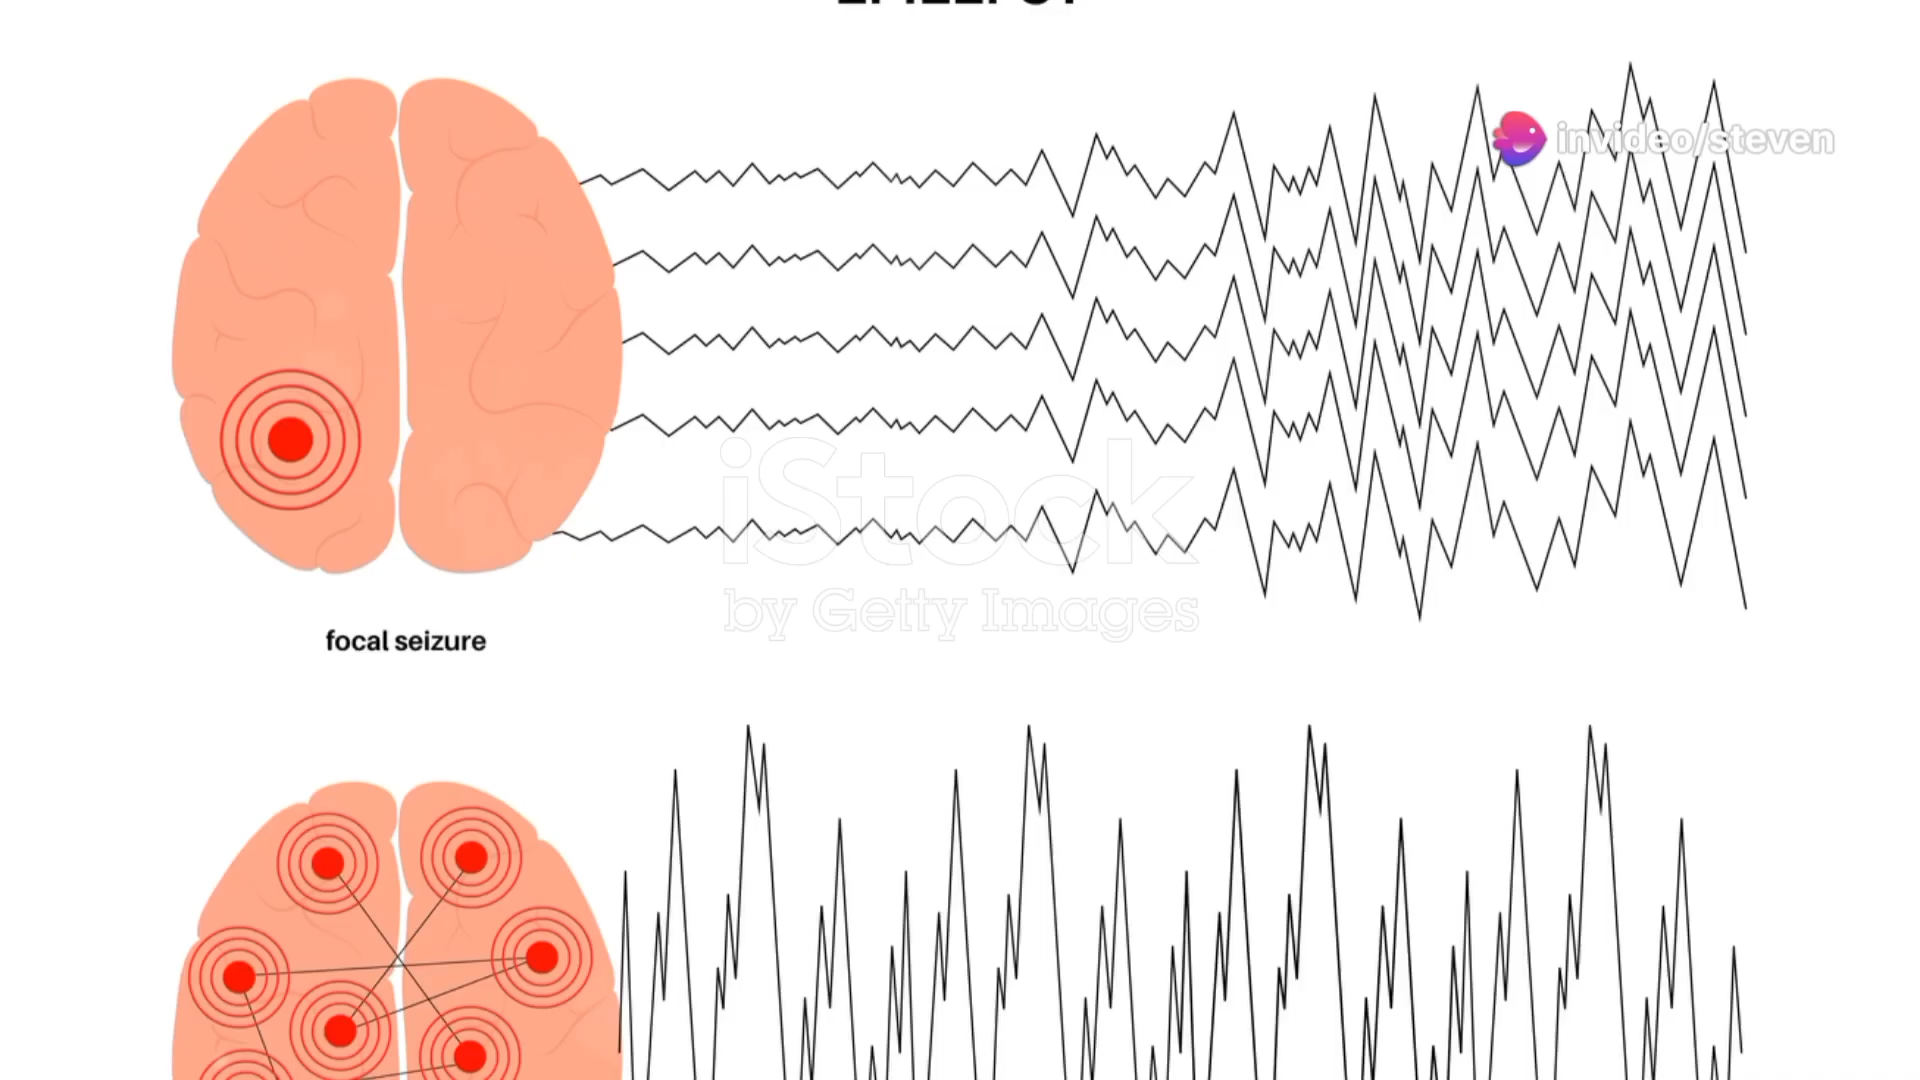 invideo/steven
iStock
by Getty Images
focal seizure